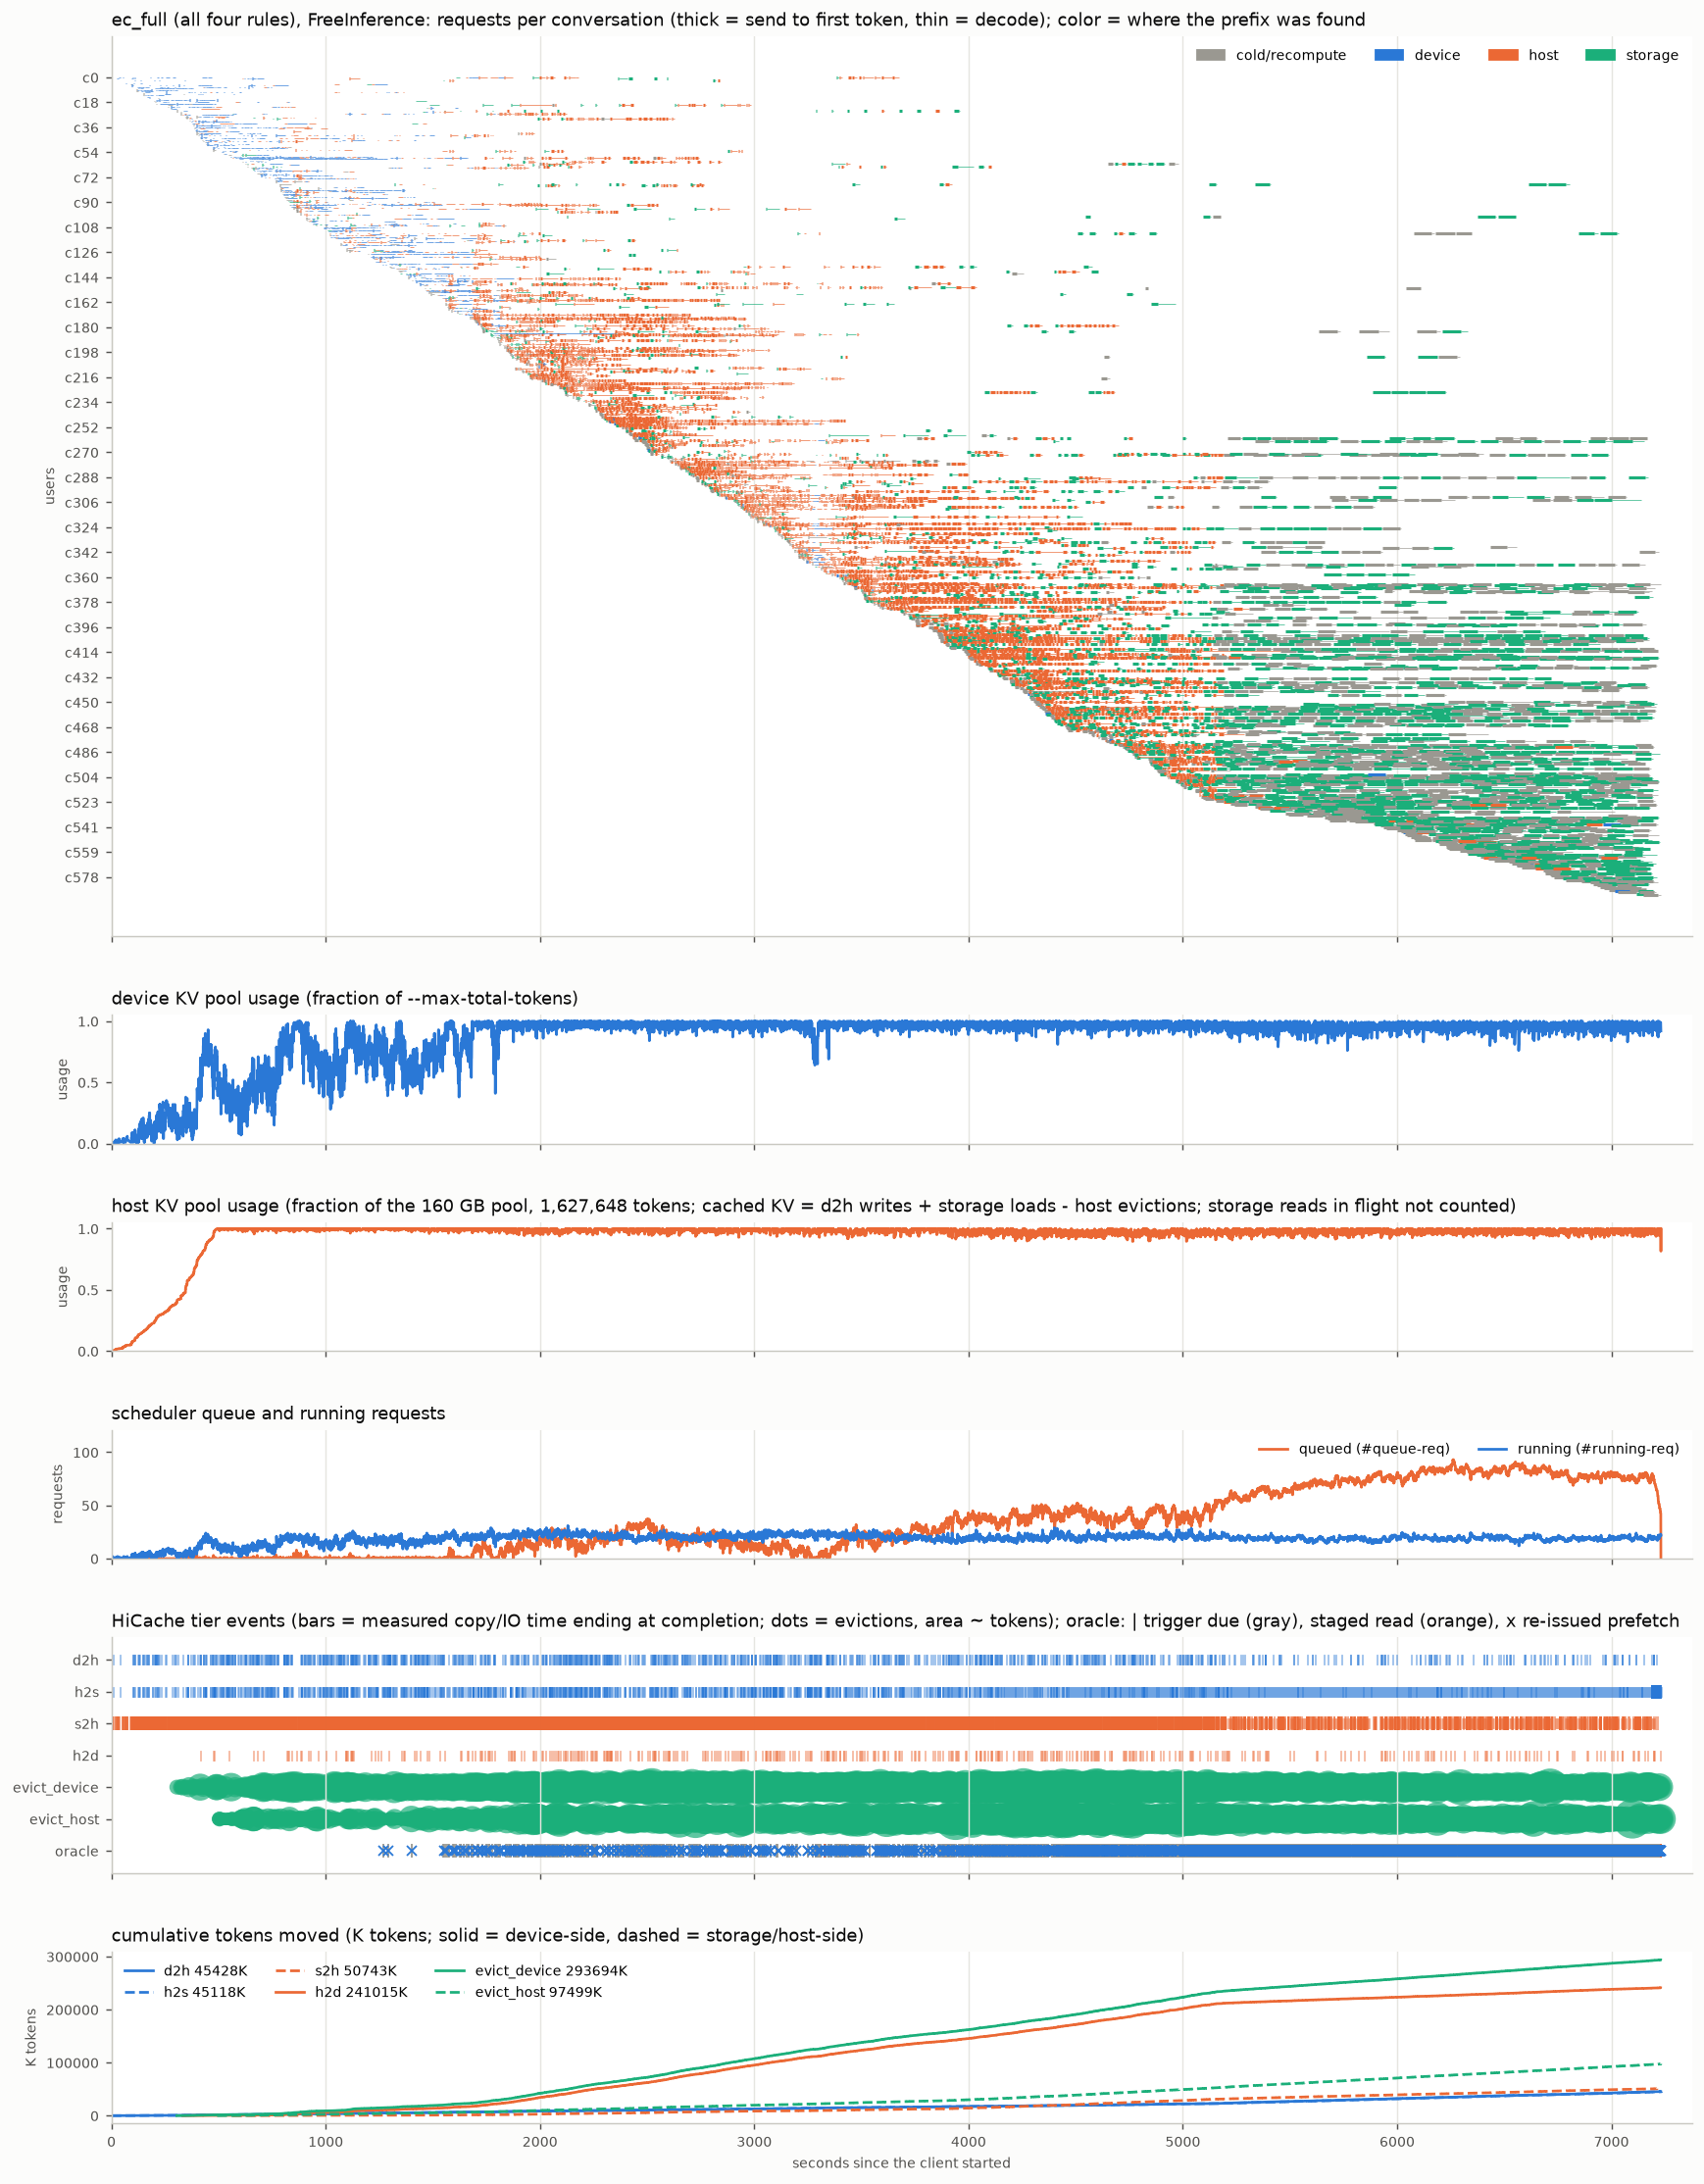 ec_full (all four rules), FreeInference: requests per conversation (thick = send to first token, thin = decode); color = where the prefix was found
cold/recompute device host storage
c0
c18
c36
c54
c72
c90
c108
c126
c144
c162
c180
c198
c216
c234
c252
c270
c288
c306
c324
c342
c360
c378
c396
c414
c432
c450
c468
c486
c504
c523
c541
c559
c578
users
device KV pool usage (fraction of --max-total-tokens)
1.0
0.5
0.0
usage
host KV pool usage (fraction of the 160 GB pool, 1,627,648 tokens; cached KV = d2h writes + storage loads - host evictions; storage reads in flight not counted)
1.0
0.5
0.0
usage
scheduler queue and running requests
queued (#queue-req) running (#running-req)
100
50
0
requests
HiCache tier events (bars = measured copy/IO time ending at completion; dots = evictions, area ~ tokens); oracle: | trigger due (gray), staged read (orange), x re-issued prefetch
d2h
h2s
s2h
h2d
evict_device
evict_host
oracle
cumulative tokens moved (K tokens; solid = device-side, dashed = storage/host-side)
d2h 45428K s2h 50743K evict_device 293694K
h2s 45118K h2d 241015K evict_host 97499K
300000
200000
100000
0
K tokens
0 1000 2000 3000 4000 5000 6000 7000
seconds since the client started